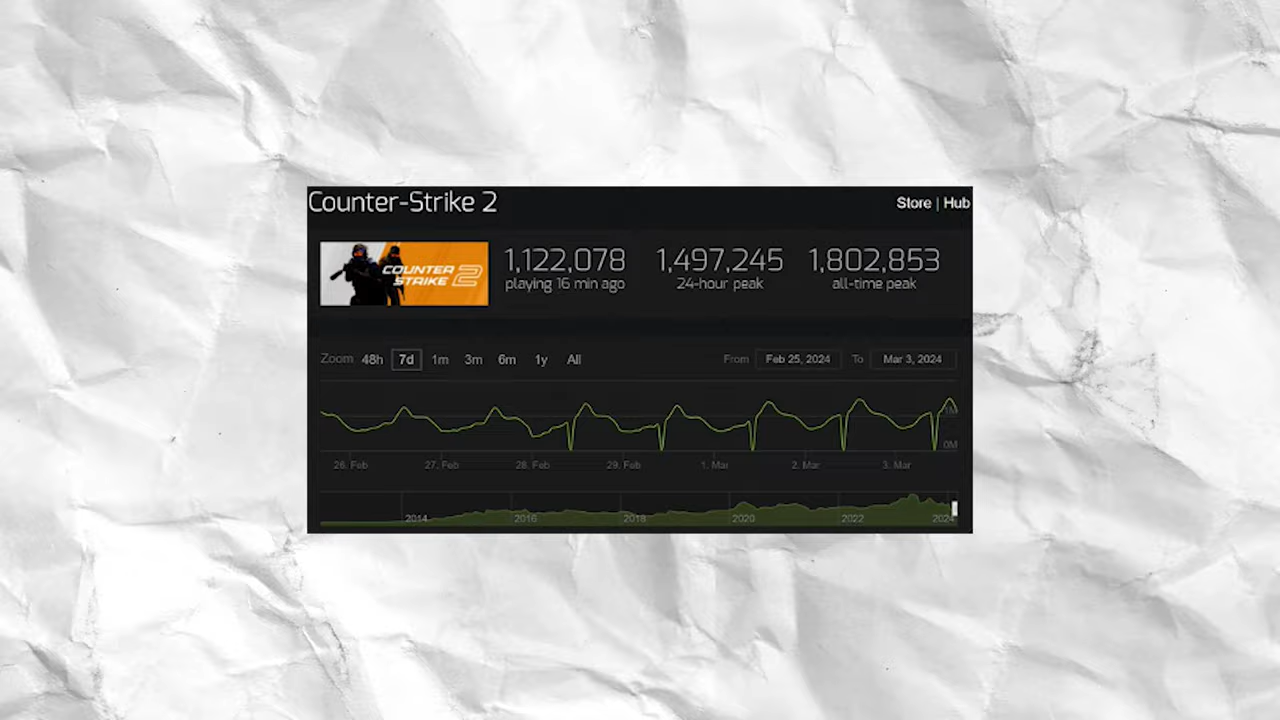 Counter-Strike 2
Store | Hub
COUNTER
STRIKE 2
1,122,078
1,497,245
1,802,853
playing 16 min ago
24-hour peak
all-time peak
Zoom 48h 7d 1m 3m 6m 1y All
From Feb 25, 2024 To Mar 3, 2024
1M
0M
26. Feb 27. Feb 28. Feb 29. Feb 1. Mar 2. Mar 3. Mar
2014 2016 2018 2020 2022 2024